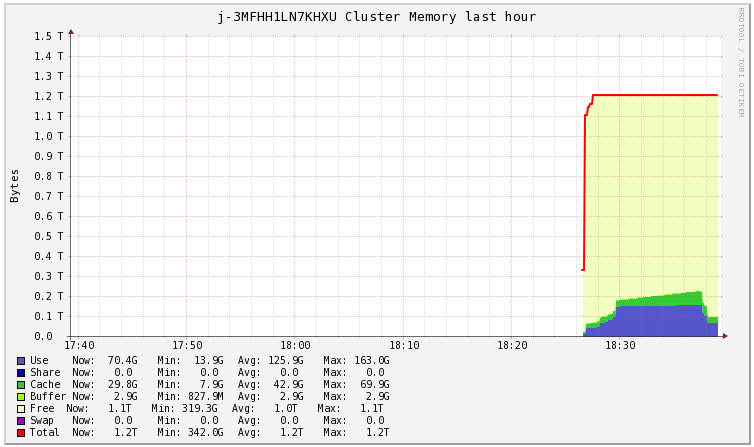 j-3MFHH1LN7KHXU Cluster Memory last hour
RRDTOOL / TOBI OETIKER
Bytes
1.5 T
1.4 T
1.3 T
1.2 T
1.1 T
1.0 T
0.9 T
0.8 T
0.7 T
0.6 T
0.5 T
0.4 T
0.3 T
0.2 T
0.1 T
0.0
17:40 17:50 18:00 18:10 18:20 18:30
Use Now: 70.4G Min: 13.9G Avg: 125.9G Max: 163.0G
Share Now: 0.0 Min: 0.0 Avg: 0.0 Max: 0.0
Cache Now: 29.8G Min: 7.9G Avg: 42.9G Max: 69.9G
Buffer Now: 2.9G Min: 827.9M Avg: 2.9G Max: 2.9G
Free Now: 1.1T Min: 319.3G Avg: 1.0T Max: 1.1T
Swap Now: 0.0 Min: 0.0 Avg: 0.0 Max: 0.0
Total Now: 1.2T Min: 342.0G Avg: 1.2T Max: 1.2T